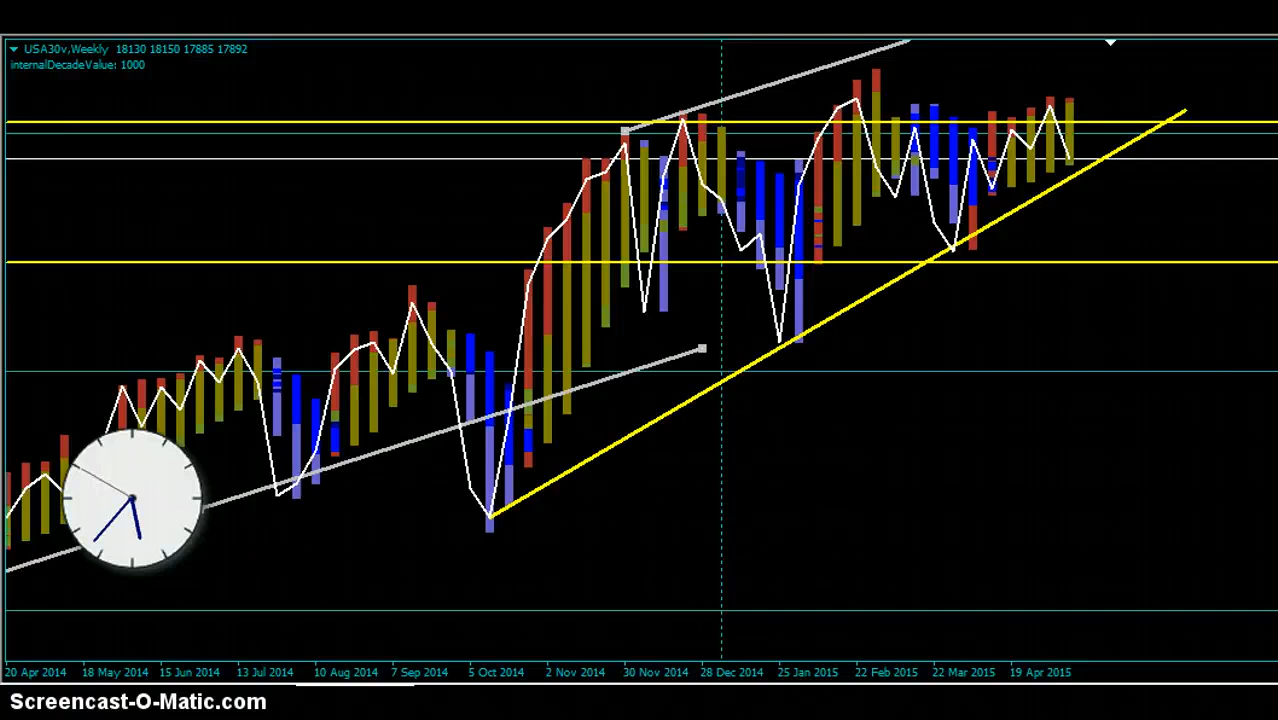 USA30v,Weekly 18130 18150 17885 17892
internalDecadeValue: 1000
20 Apr 2014 18 May 2014 15 Jun 2014 13 Jul 2014 10 Aug 2014 7 Sep 2014 5 Oct 2014 2 Nov 2014 30 Nov 2014 28 Dec 2014 25 Jan 2015 22 Feb 2015 22 Mar 2015 19 Apr 2015
Screencast-O-Matic.com